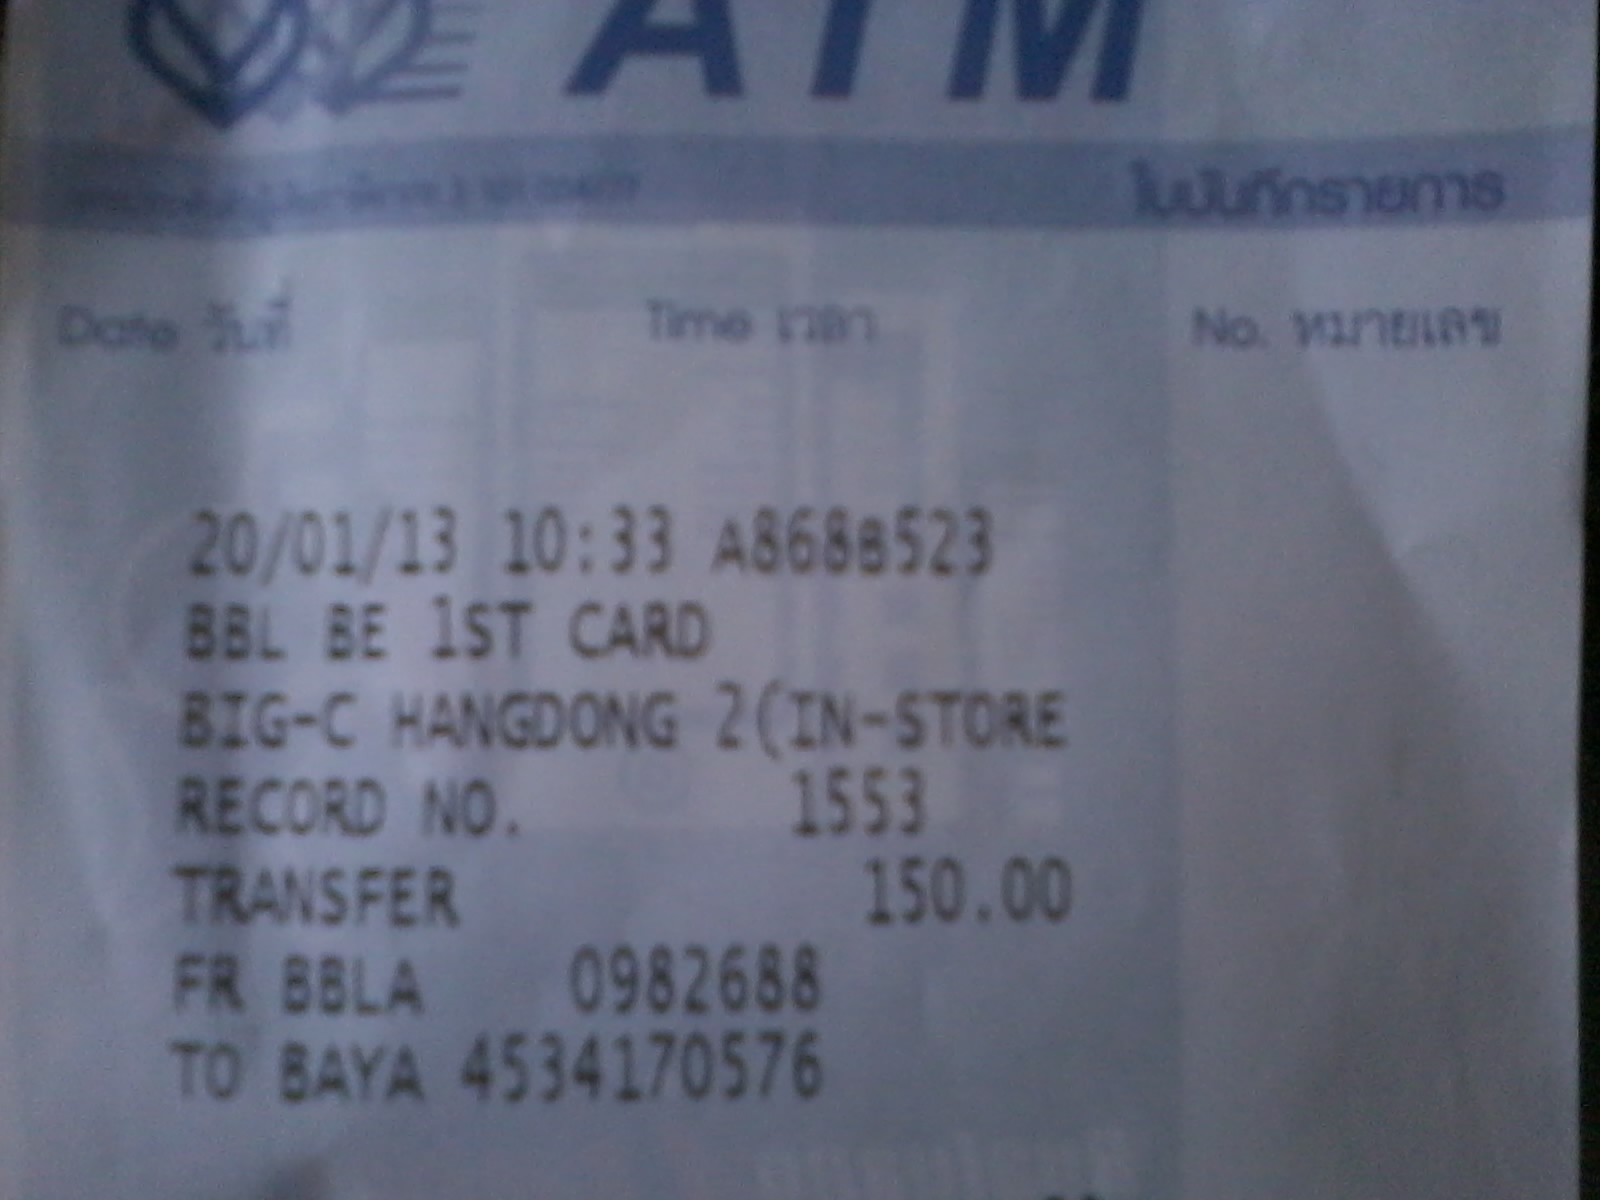 ATM
ใบบันทึกรายการ
Date วันที่ Time เวลา No. หมายเลข
20/01/13 10:33 A868B523
BBL BE 1ST CARD
BIG-C HANGDONG 2(IN-STORE
RECORD NO. 1553
TRANSFER 150.00
FR BBLA 0982688
TO BAYA 4534170576